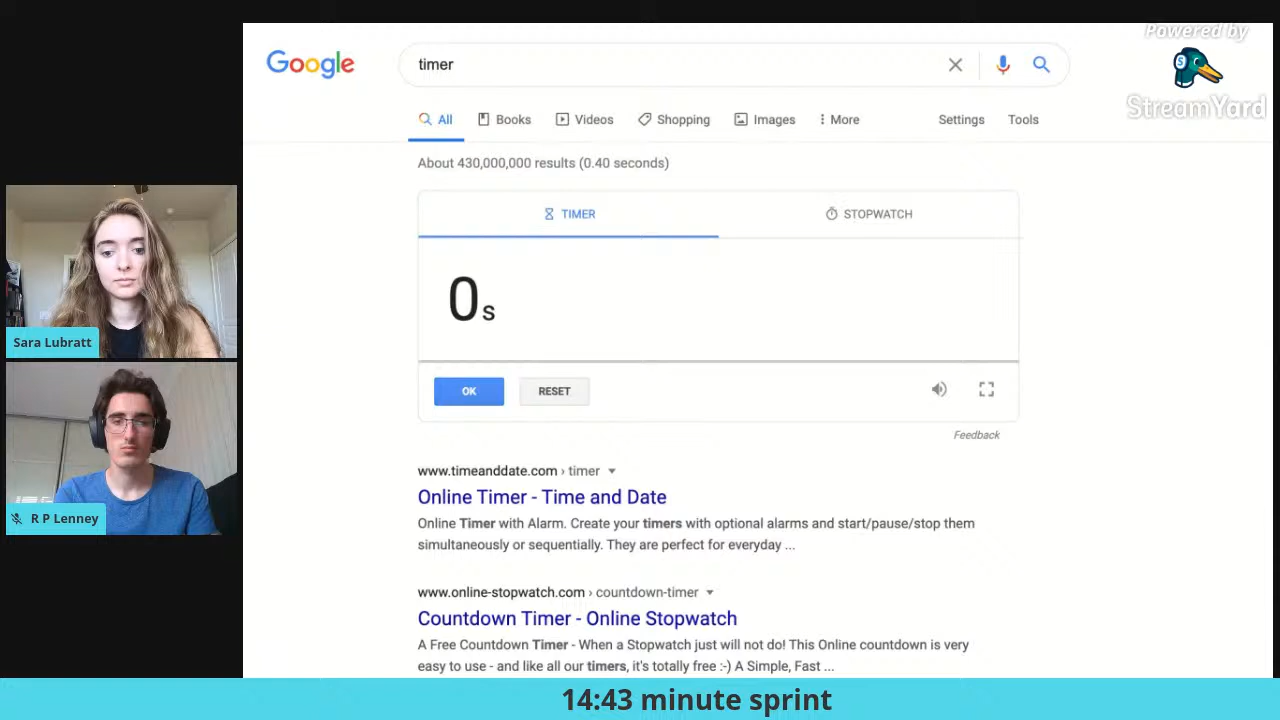 Powered by
StreamYard
Google
timer
All
Books
Videos
Shopping
Images
More
Settings
Tools
About 430,000,000 results (0.40 seconds)
TIMER
STOPWATCH
0s
OK
RESET
Feedback
www.timeanddate.com › timer
Online Timer - Time and Date
Online Timer with Alarm. Create your timers with optional alarms and start/pause/stop them
simultaneously or sequentially. They are perfect for everyday ...
www.online-stopwatch.com › countdown-timer
Countdown Timer - Online Stopwatch
A Free Countdown Timer - When a Stopwatch just will not do! This Online countdown is very
easy to use - and like all our timers, it's totally free :-) A Simple, Fast ...
Sara Lubratt
R P Lenney
14:43 minute sprint